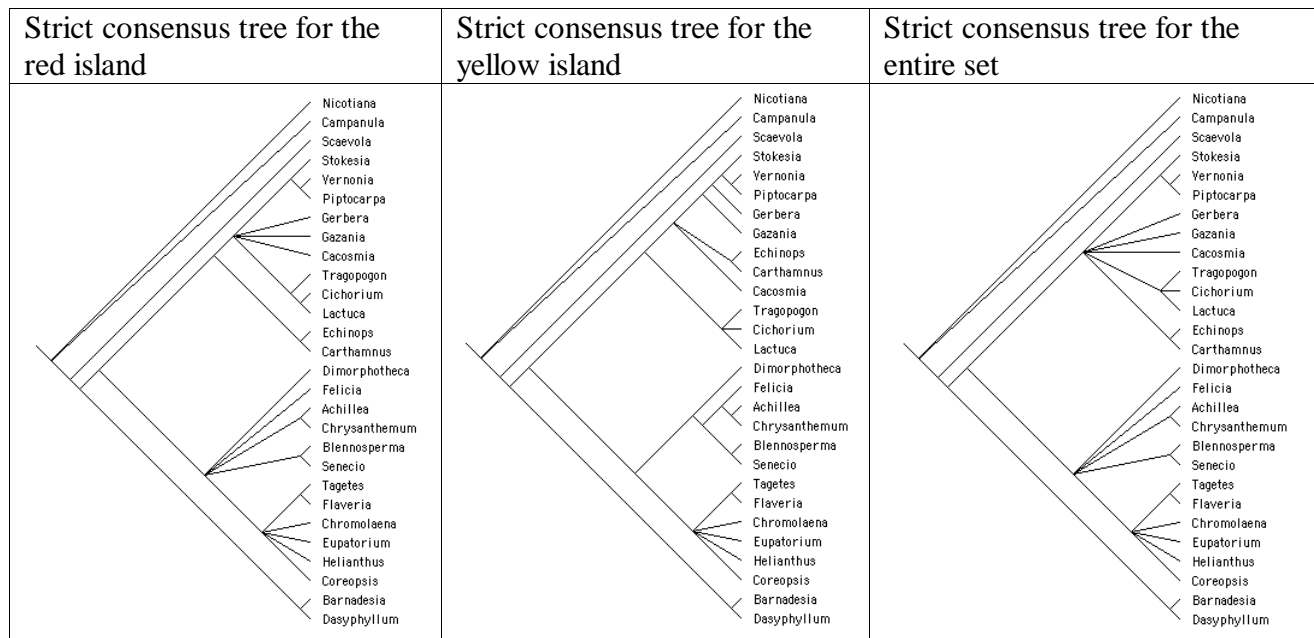 Strict consensus tree for the
red island
Strict consensus tree for the
yellow island
Strict consensus tree for the
entire set
Nicotiana
Campanula
Scaevola
Stokesia
Vernonia
Piptocarpa
Gerbera
Gazania
Cacosmia
Tragopogon
Cichorium
Lactuca
Echinops
Carthamnus
Dimorphotheca
Felicia
Achillea
Chrysanthemum
Blennosperma
Senecio
Tagetes
Flaveria
Chromolaena
Eupatorium
Helianthus
Coreopsis
Barnadesia
Dasyphyllum
Nicotiana
Campanula
Scaevola
Stokesia
Vernonia
Piptocarpa
Gerbera
Gazania
Echinops
Carthamnus
Cacosmia
Tragopogon
Cichorium
Lactuca
Dimorphotheca
Felicia
Achillea
Chrysanthemum
Blennosperma
Senecio
Tagetes
Flaveria
Chromolaena
Eupatorium
Helianthus
Coreopsis
Barnadesia
Dasyphyllum
Nicotiana
Campanula
Scaevola
Stokesia
Vernonia
Piptocarpa
Gerbera
Gazania
Cacosmia
Tragopogon
Cichorium
Lactuca
Echinops
Carthamnus
Dimorphotheca
Felicia
Achillea
Chrysanthemum
Blennosperma
Senecio
Tagetes
Flaveria
Chromolaena
Eupatorium
Helianthus
Coreopsis
Barnadesia
Dasyphyllum